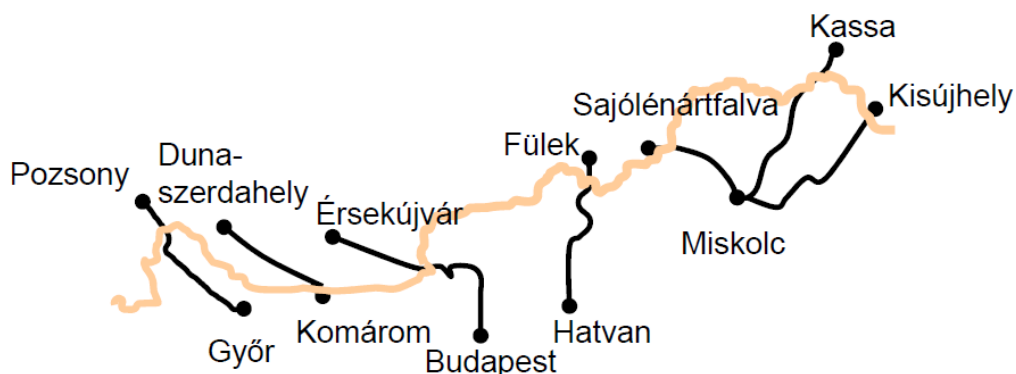 Kassa
Kisújhely
Sajólénártfalva
Fülek
Duna-
szerdahely
Pozsony
Érsekújvár
Miskolc
Győr
Komárom
Budapest
Hatvan